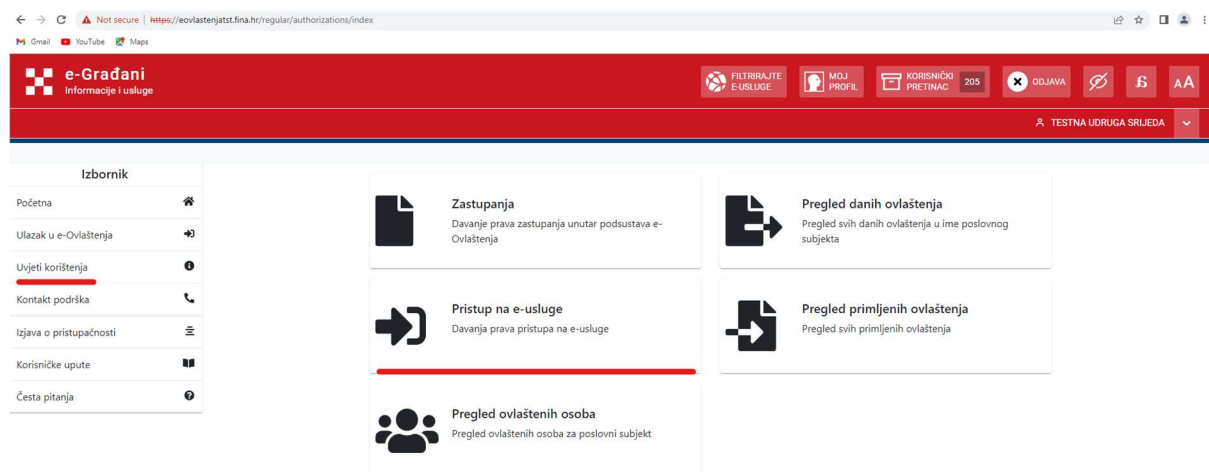 Not secure | https://eovlastenjatst.fina.hr/regular/authorizations/index
Gmail YouTube Maps
e-Građani
Informacije i usluge
FILTRIRAJTE
E-USLUGE
MOJ
PROFIL
KORISNIČKI
PRETINAC
205
ODJAVA
AA
TESTNA UDRUGA SRIJEDA
Izbornik
Početna
Ulazak u e-Ovlaštenja
Uvjeti korištenja
Kontakt podrška
Izjava o pristupačnosti
Korisničke upute
Česta pitanja
Zastupanja
Davanje prava zastupanja unutar podsustava e-
Ovlaštenja
Pregled danih ovlaštenja
Pregled svih danih ovlaštenja u ime poslovnog
subjekta
Pristup na e-usluge
Davanja prava pristupa na e-usluge
Pregled primljenih ovlaštenja
Pregled svih primljenih ovlaštenja
Pregled ovlaštenih osoba
Pregled ovlaštenih osoba za poslovni subjekt